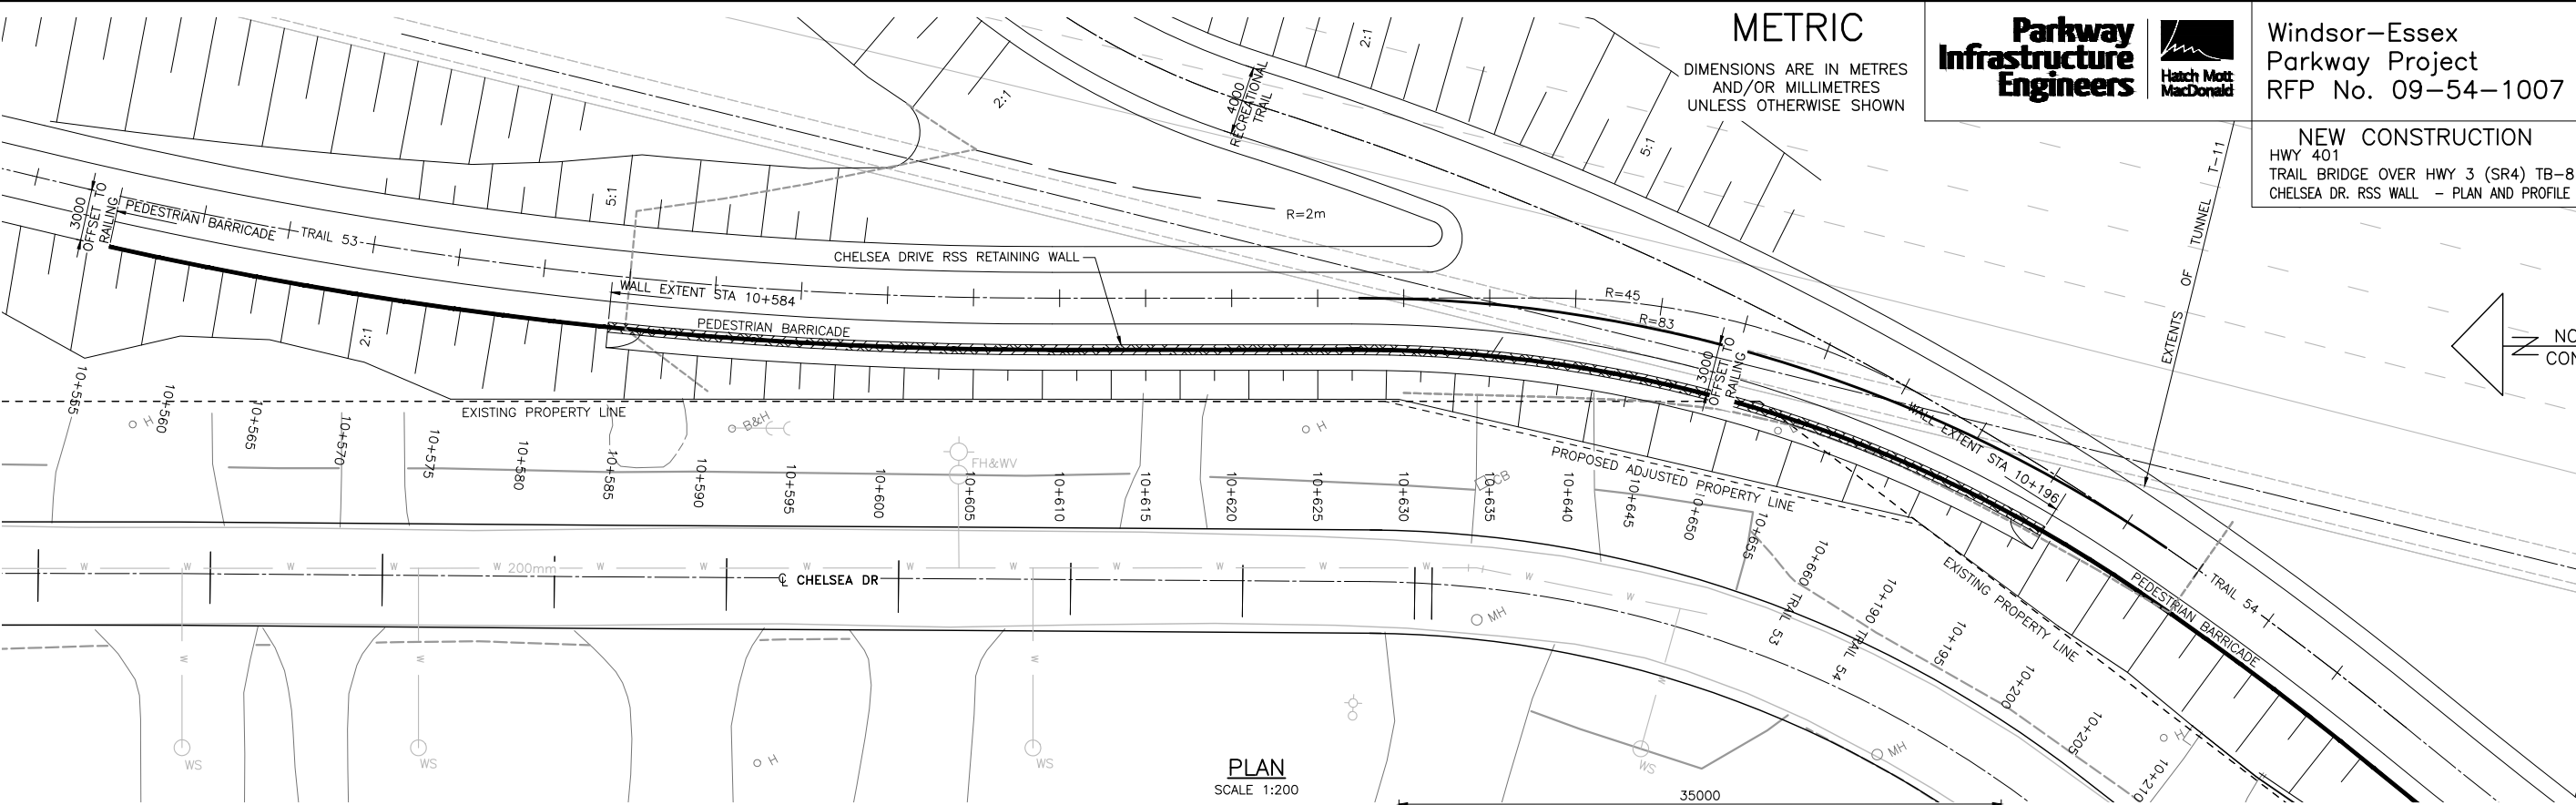 METRIC
DIMENSIONS ARE IN METRES
AND/OR MILLIMETRES
UNLESS OTHERWISE SHOWN
Parkway
Infrastructure
Engineers
Hatch Mott
MacDonald
Windsor-Essex
Parkway Project
RFP No. 09-54-1007
NEW CONSTRUCTION
HWY 401
TRAIL BRIDGE OVER HWY 3 (SR4) TB-8
CHELSEA DR. RSS WALL - PLAN AND PROFILE
2:1
2:1
5:1
4000
RECREATIONAL
TRAIL
5:1
R=2m
EXTENTS OF TUNNEL T-11
3000
OFFSET TO
RAILING
PEDESTRIAN BARRICADE
TRAIL 53
CHELSEA DRIVE RSS RETAINING WALL
WALL EXTENT STA 10+584
PEDESTRIAN BARRICADE
R=45
R=83
2:1
3000
OFFSET TO
RAILING
WALL EXTENT STA 10+196
N
EXISTING PROPERTY LINE
PROPOSED ADJUSTED PROPERTY LINE
EXISTING PROPERTY LINE
PEDESTRIAN BARRICADE
TRAIL 54
H
B&H
H
FH&WV
CB
10+565
10+560
10+565
10+570
10+575
10+580
10+585
10+590
10+595
10+600
10+605
10+610
10+615
10+620
10+625
10+630
10+635
10+640
10+645
10+650
10+655
10+660 TRAIL 53
10+190 TRAIL 54
10+195
10+200
10+205
10+210
W W W W W 200mm W W W W W W W W W W W W
℄ CHELSEA DR
MH
W
W
W
W
W
WS
WS
H
WS
WS
MH
H
PLAN
SCALE 1:200
35000